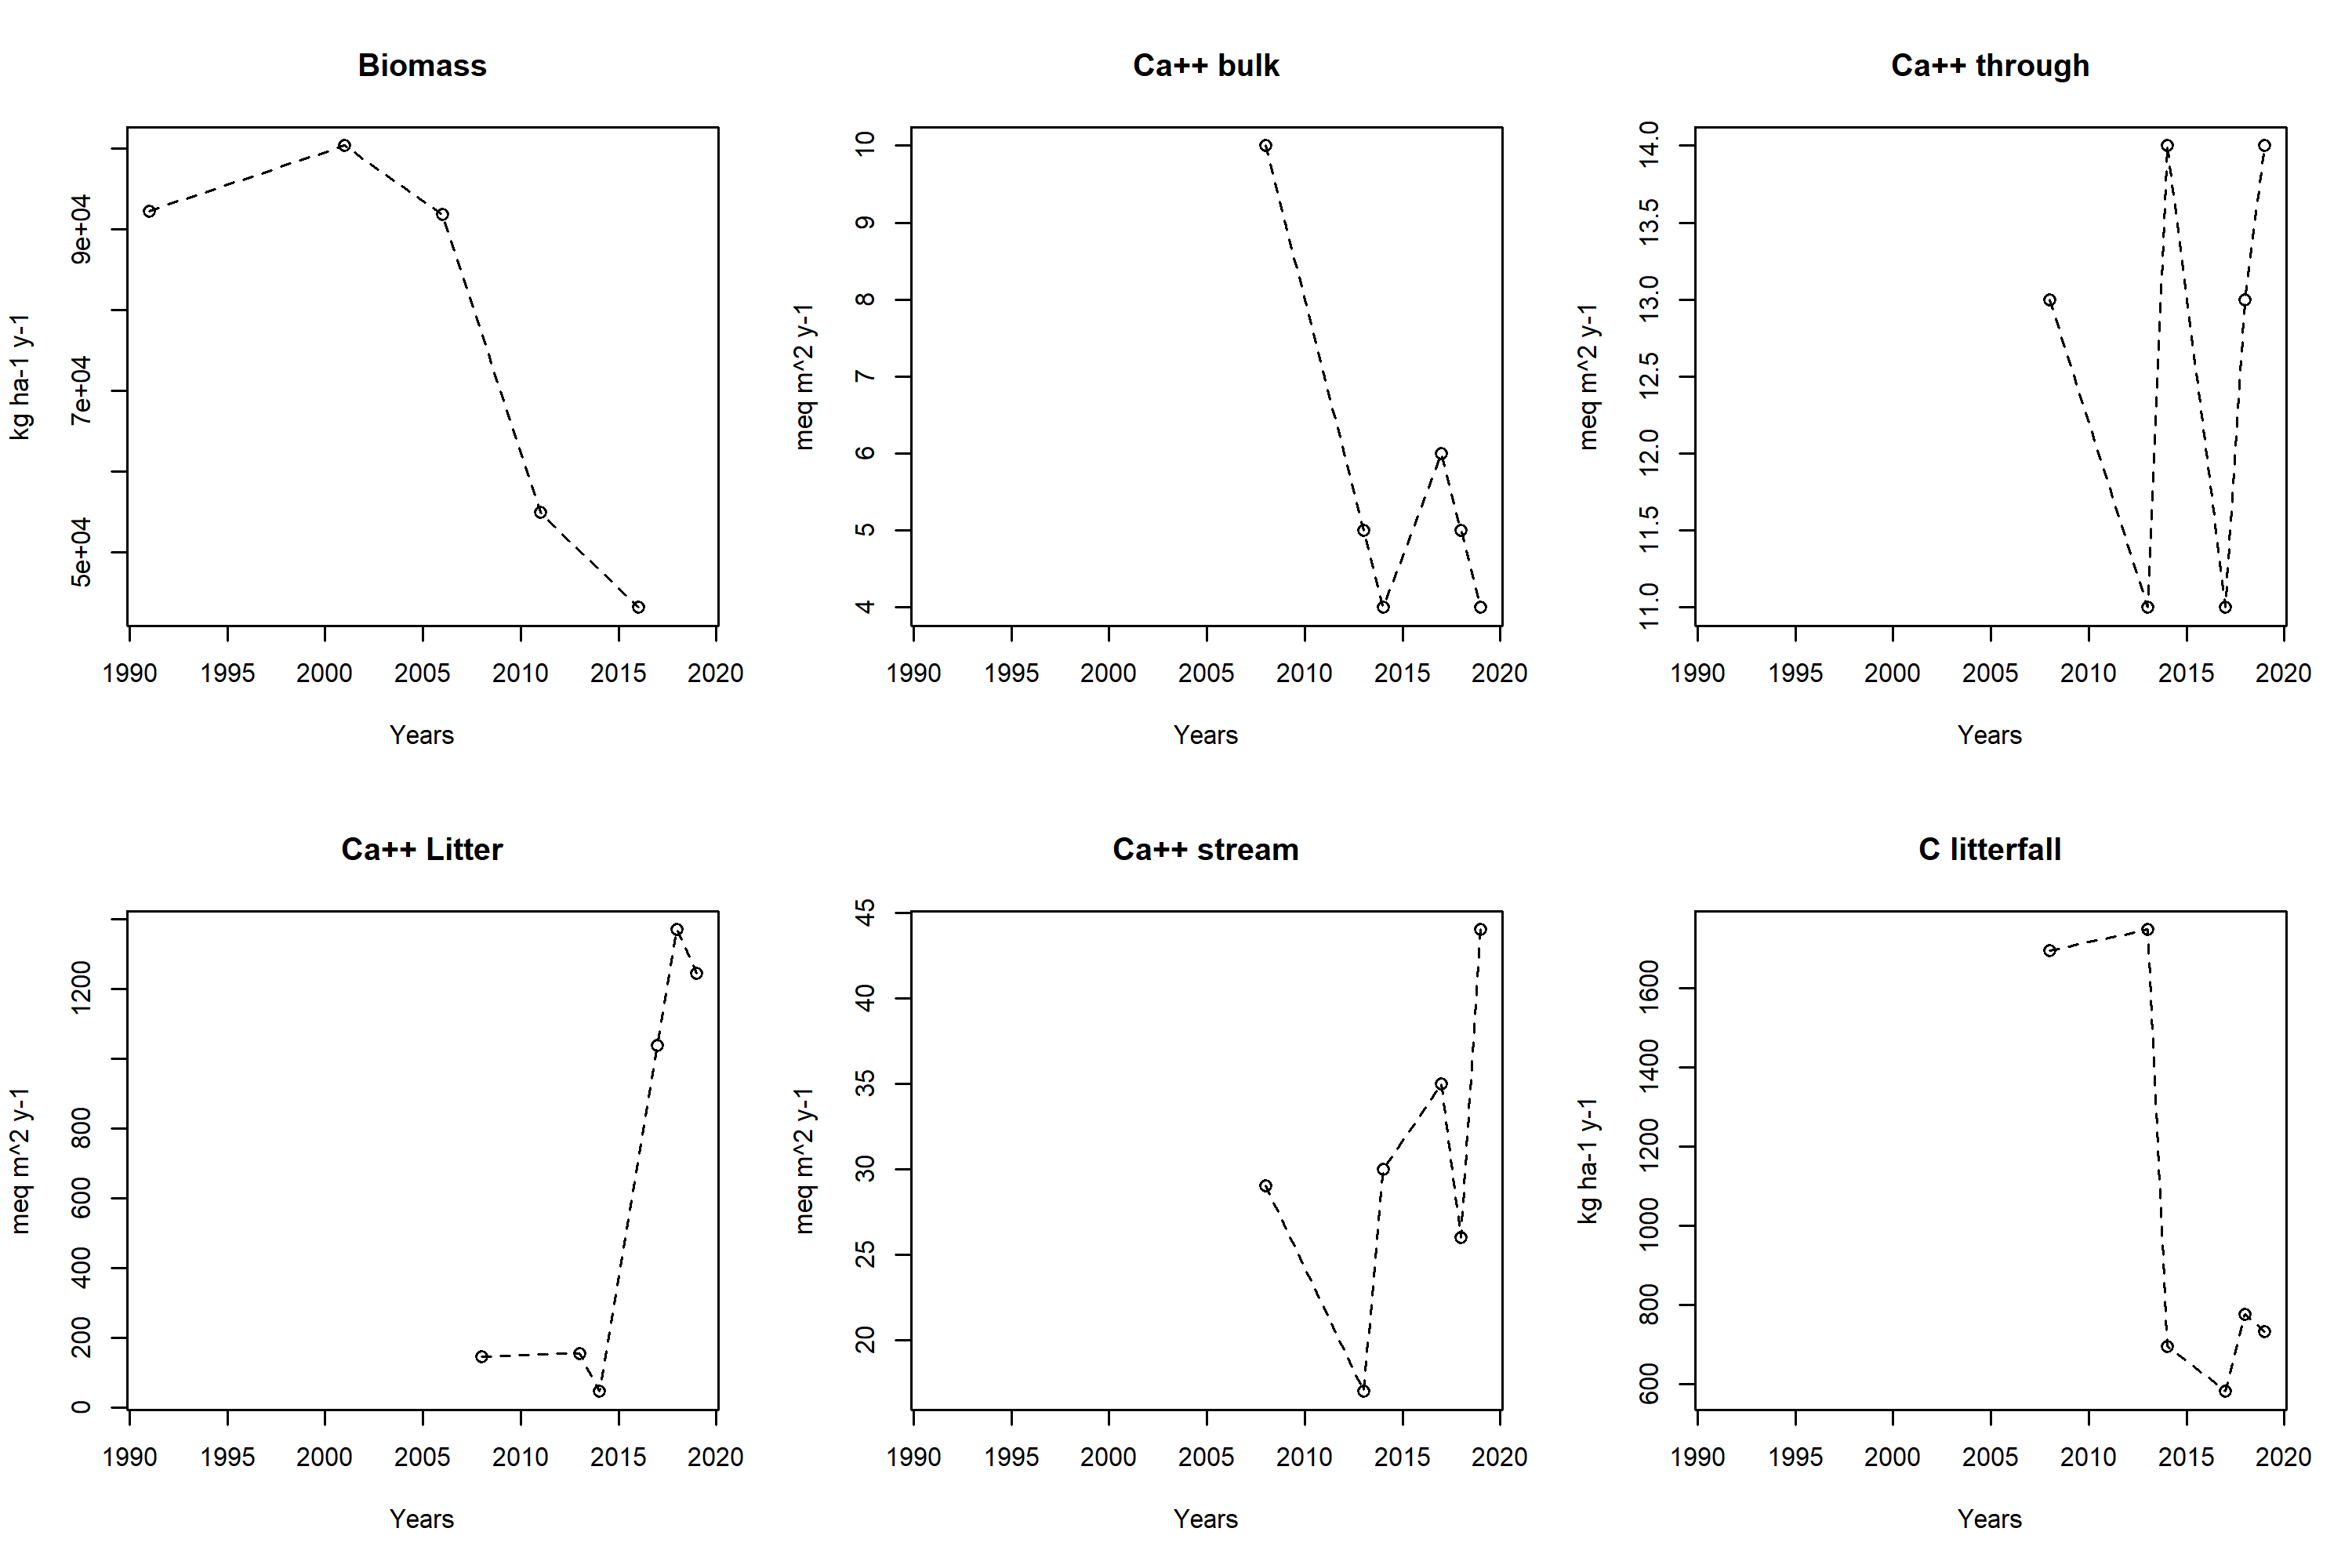 Biomass
kg ha-1 y-1
5e+04 7e+04 9e+04
1990 1995 2000 2005 2010 2015 2020
Years
Ca++ bulk
meq m^2 y-1
4 5 6 7 8 9 10
1990 1995 2000 2005 2010 2015 2020
Years
Ca++ through
meq m^2 y-1
11.0 11.5 12.0 12.5 13.0 13.5 14.0
1990 1995 2000 2005 2010 2015 2020
Years
Ca++ Litter
meq m^2 y-1
0 200 400 600 800 1200
1990 1995 2000 2005 2010 2015 2020
Years
Ca++ stream
meq m^2 y-1
20 25 30 35 40 45
1990 1995 2000 2005 2010 2015 2020
Years
C litterfall
kg ha-1 y-1
600 800 1000 1200 1400 1600
1990 1995 2000 2005 2010 2015 2020
Years